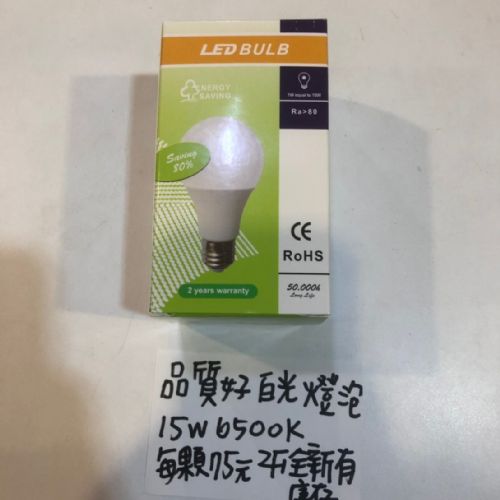 LED BULB
ENERGY
SAVING
Ra>80
Saving
80%
CE
RoHS
2 years warranty
50.000h
Long Life
品質好白光燈泡
15W 6500K
每顆75元 全新有
庫存